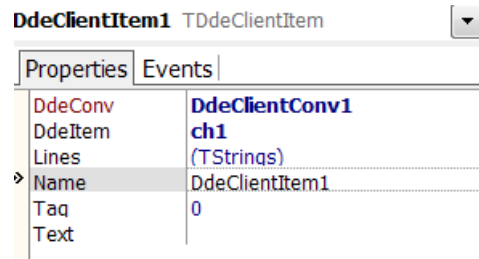 DdeClientItem1 TDdeClientItem
Properties Events
DdeConv DdeClientConv1
DdeItem ch1
Lines (TStrings)
Name DdeClientItem1
Tag 0
Text